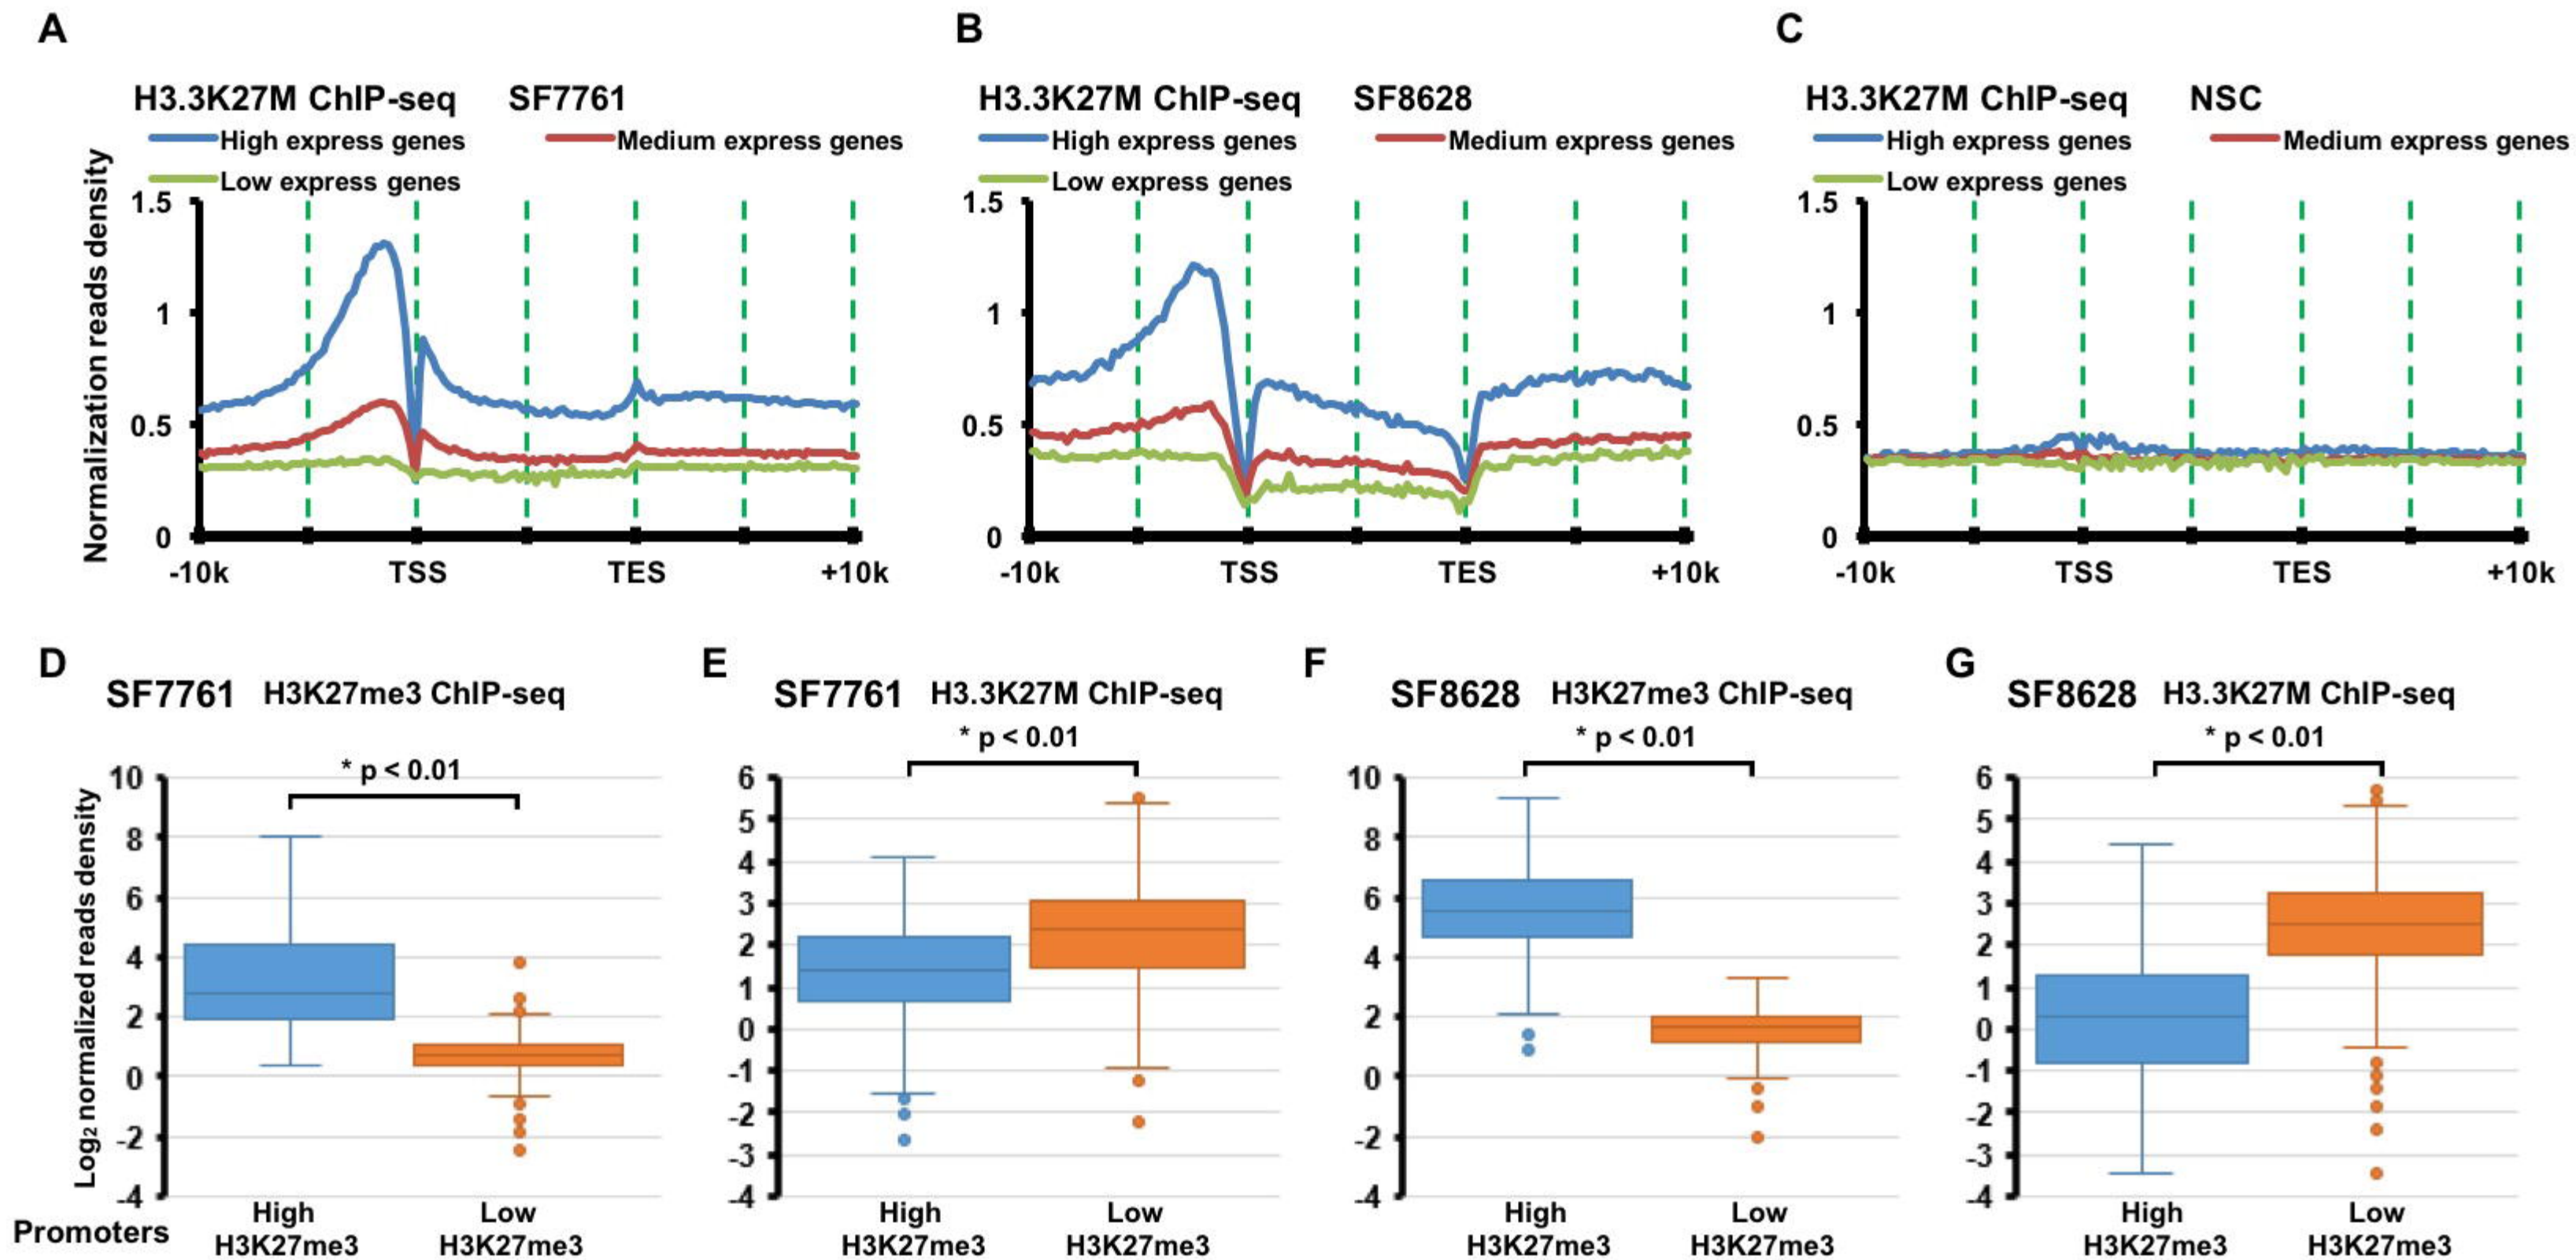 A
B
C
H3.3K27M ChIP-seq SF7761
High express genes Medium express genes
Low express genes
H3.3K27M ChIP-seq SF8628
High express genes Medium express genes
Low express genes
H3.3K27M ChIP-seq NSC
High express genes Medium express genes
Low express genes
Normalization reads density
1.5
1
0.5
0
-10k TSS TES +10k
1.5
1
0.5
0
-10k TSS TES +10k
1.5
1
0.5
0
-10k TSS TES +10k
D
SF7761 H3K27me3 ChIP-seq
* p < 0.01
Log2 normalized reads density
10
8
6
4
2
0
-2
-4
Promoters
High Low
H3K27me3 H3K27me3
E
SF7761 H3.3K27M ChIP-seq
* p < 0.01
6
5
4
3
2
1
0
-1
-2
-3
-4
High Low
H3K27me3 H3K27me3
F
SF8628 H3K27me3 ChIP-seq
* p < 0.01
10
8
6
4
2
0
-2
-4
High Low
H3K27me3 H3K27me3
G
SF8628 H3.3K27M ChIP-seq
* p < 0.01
6
5
4
3
2
1
0
-1
-2
-3
-4
High Low
H3K27me3 H3K27me3